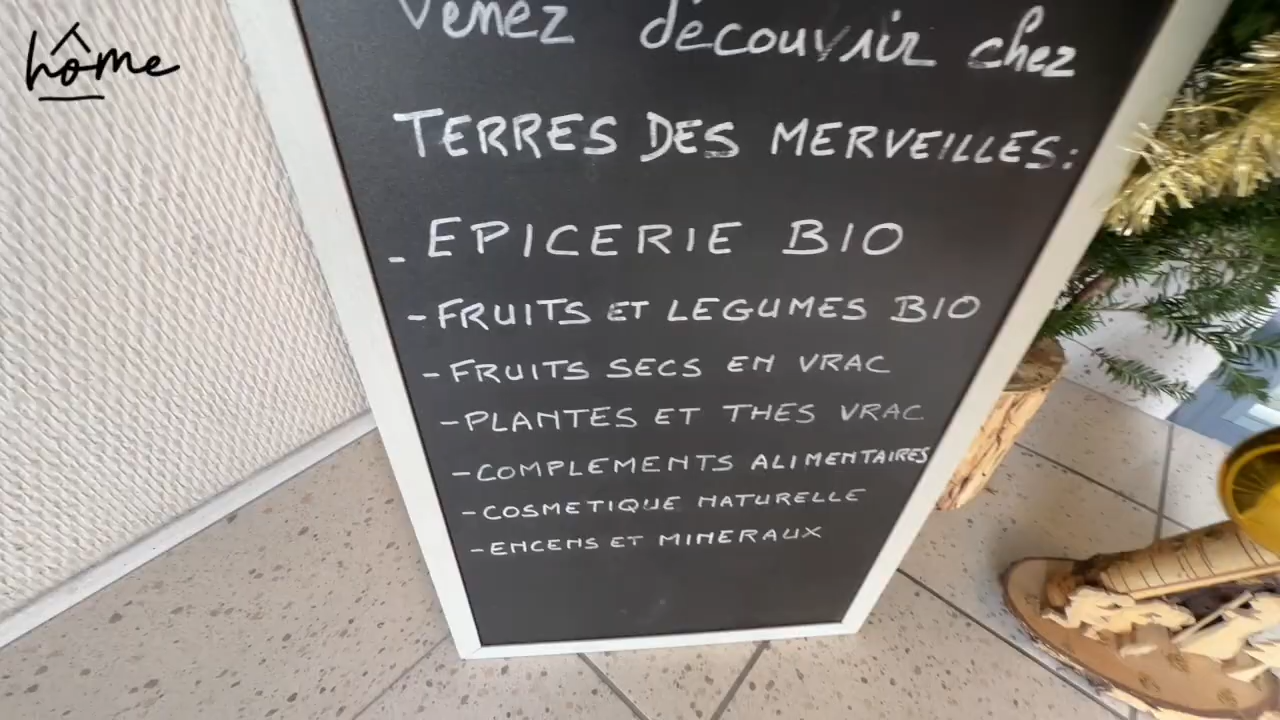 hôme
Venez découvrir chez
TERRES DES MERVEILLES:
- EPICERIE BIO
- FRUITS ET LEGUMES BIO
- FRUITS SECS EN VRAC
- PLANTES ET THES VRAC
- COMPLEMENTS ALIMENTAIRES
- COSMETIQUE NATURELLE
- ENCENS ET MINERAUX